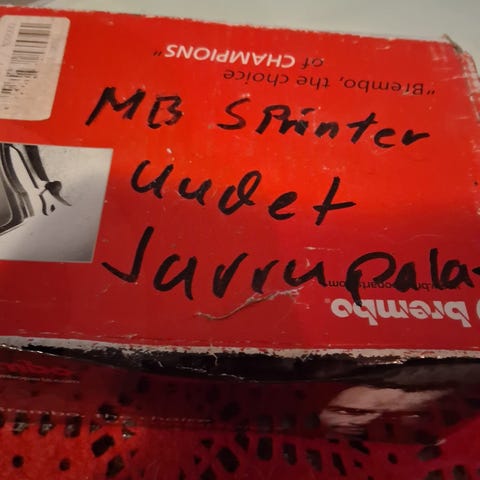 "Brembo, the choice
of CHAMPIONS"
MB Sprinter
uudet
Jarrupala-
brembo